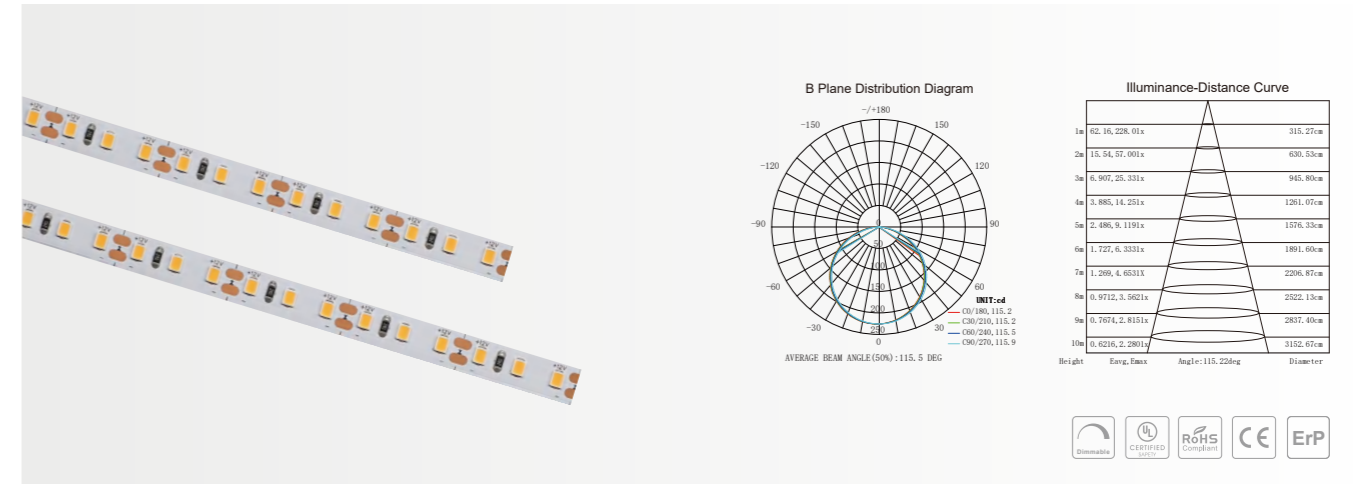 B Plane Distribution Diagram
-/+180
-150
150
-120
120
-90
90
-60
60
-30
30
0
0
50
100
150
200
250
UNIT:cd
C0/180,115.2
C30/210,115.2
C60/240,115.5
C90/270,115.9
AVERAGE BEAM ANGLE(50%):115.5 DEG
Illuminance-Distance Curve
1m 62.16,228.01x 315.27cm
2m 15.54,57.001x 630.53cm
3m 6.907,25.331x 945.80cm
4m 3.885,14.251x 1261.07cm
5m 2.486,9.1191x 1576.33cm
6m 1.727,6.3331x 1891.60cm
7m 1.269,4.6531X 2206.87cm
8m 0.9712,3.5621x 2522.13cm
9m 0.7674,2.8151x 2837.40cm
10m 0.6216,2.2801x 3152.67cm
Height Eavg,Emax Angle:115.22deg Diameter
Dimmable
UL
CERTIFIED
SAFETY
RoHS
Compliant
CE
ErP